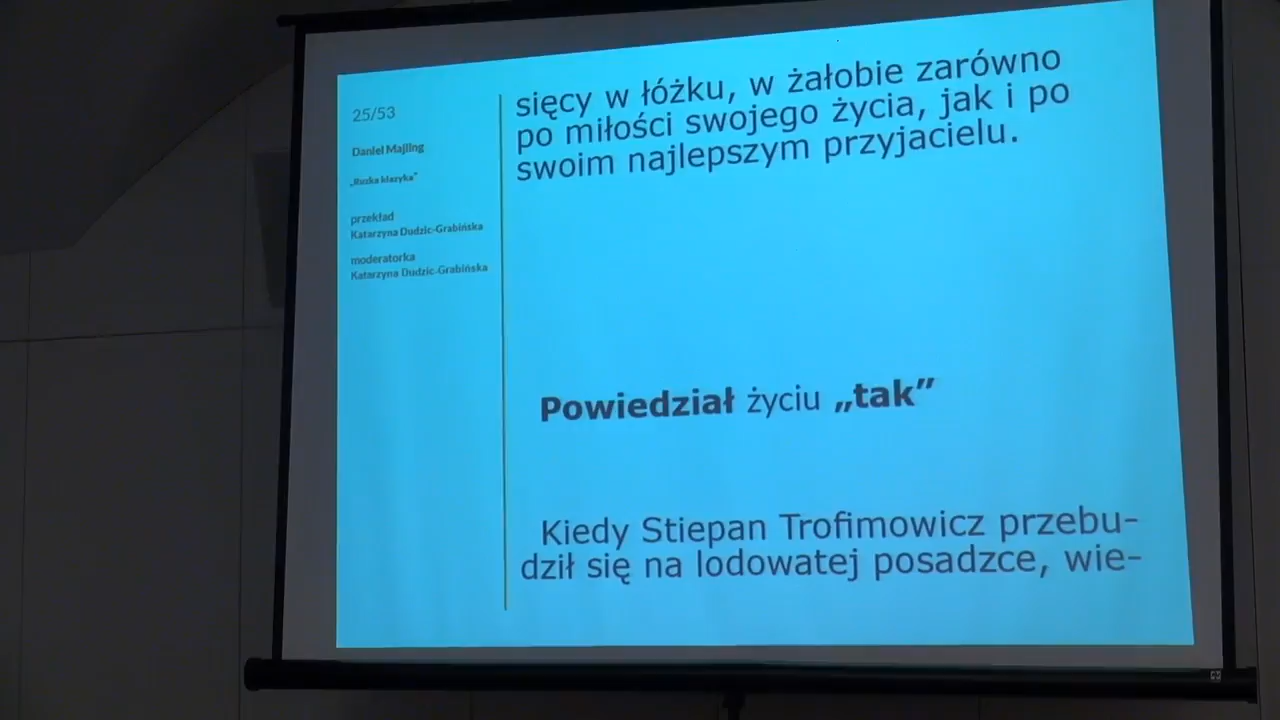 25/53
Daniel Majling
„Ruzka klazyka”
przekład
Katarzyna Dudzic-Grabińska
moderatorka
Katarzyna Dudzic-Grabińska
sięcy w łóżku, w żałobie zarówno
po miłości swojego życia, jak i po
swoim najlepszym przyjacielu.
Powiedział życiu „tak”
Kiedy Stiepan Trofimowicz przebu-
dził się na lodowatej posadzce, wie-